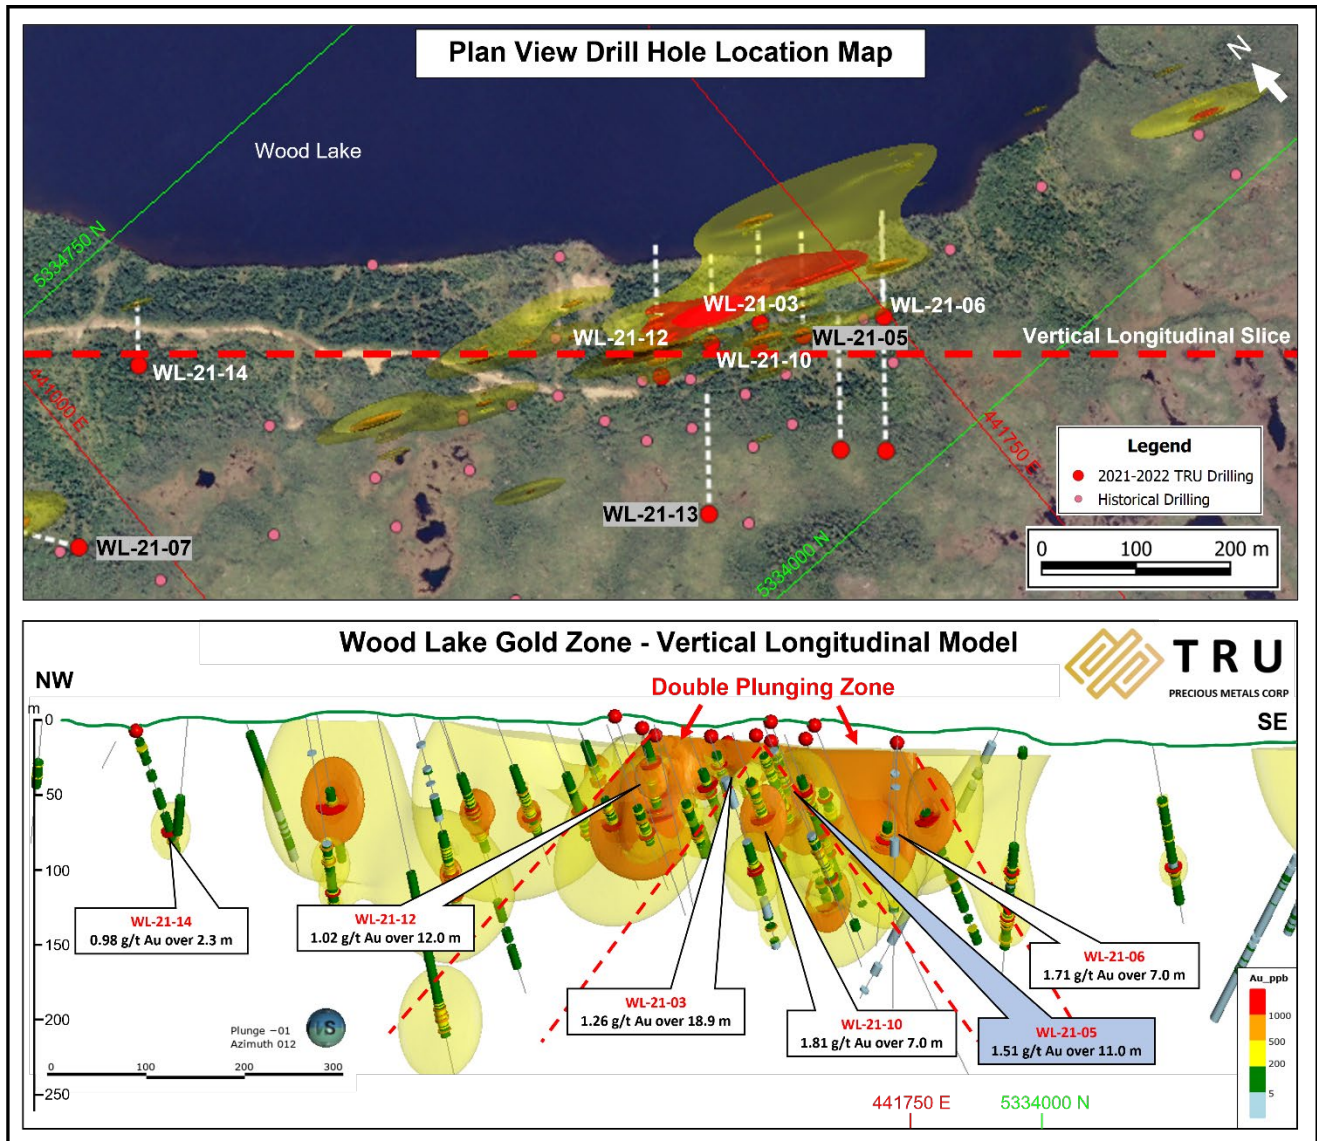 Plan View Drill Hole Location Map
N
Wood Lake
5334750 N
WL-21-03
WL-21-06
WL-21-12
WL-21-05
Vertical Longitudinal Slice
WL-21-10
WL-21-14
441000 E
441750 E
Legend
2021-2022 TRU Drilling
Historical Drilling
WL-21-13
WL-21-07
5334000 N
0 100 200 m
Wood Lake Gold Zone - Vertical Longitudinal Model
TRU
PRECIOUS METALS CORP
NW
Double Plunging Zone
SE
m
0
50
100
150
200
250
WL-21-14
0.98 g/t Au over 2.3 m
WL-21-12
1.02 g/t Au over 12.0 m
WL-21-03
1.26 g/t Au over 18.9 m
WL-21-10
1.81 g/t Au over 7.0 m
WL-21-05
1.51 g/t Au over 11.0 m
WL-21-06
1.71 g/t Au over 7.0 m
Au_ppb
1000
500
200
5
Plunge −01
Azimuth 012
S
0 100 200 300
441750 E
5334000 N